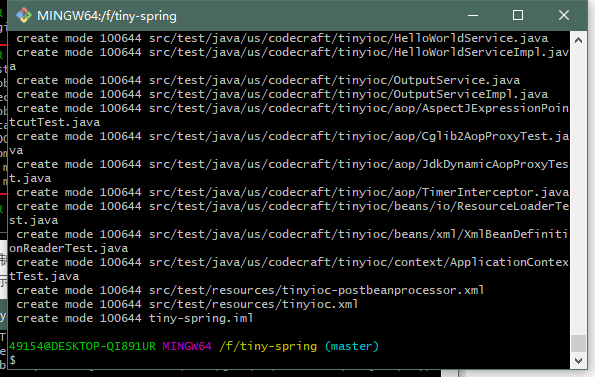 MINGW64:/f/tiny-spring
create mode 100644 src/test/java/us/codecraft/tinyioc/HelloWorldService.java
create mode 100644 src/test/java/us/codecraft/tinyioc/HelloWorldServiceImpl.jav
a
create mode 100644 src/test/java/us/codecraft/tinyioc/OutputService.java
create mode 100644 src/test/java/us/codecraft/tinyioc/OutputServiceImpl.java
create mode 100644 src/test/java/us/codecraft/tinyioc/aop/AspectJExpressionPoin
tcutTest.java
create mode 100644 src/test/java/us/codecraft/tinyioc/aop/Cglib2AopProxyTest.ja
va
create mode 100644 src/test/java/us/codecraft/tinyioc/aop/JdkDynamicAopProxyTes
t.java
create mode 100644 src/test/java/us/codecraft/tinyioc/aop/TimerInterceptor.java
create mode 100644 src/test/java/us/codecraft/tinyioc/beans/io/ResourceLoaderTe
st.java
create mode 100644 src/test/java/us/codecraft/tinyioc/beans/xml/XmlBeanDefiniti
onReaderTest.java
create mode 100644 src/test/java/us/codecraft/tinyioc/context/ApplicationContex
tTest.java
create mode 100644 src/test/resources/tinyioc-postbeanprocessor.xml
create mode 100644 src/test/resources/tinyioc.xml
create mode 100644 tiny-spring.iml
49154@DESKTOP-QI891UR MINGW64 /f/tiny-spring (master)
$